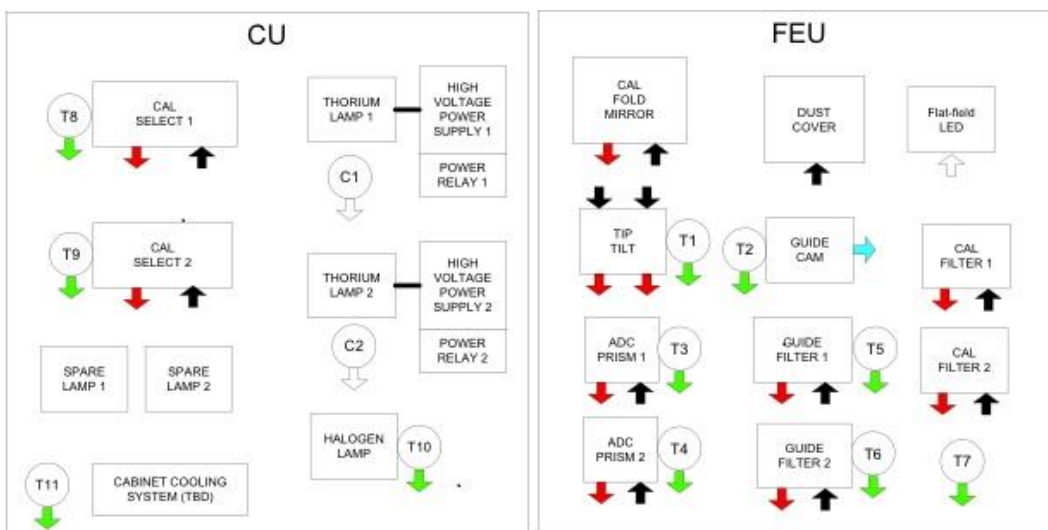 CU
T8
CAL
SELECT 1
THORIUM
LAMP 1
HIGH
VOLTAGE
POWER
SUPPLY 1
POWER
RELAY 1
C1
T9
CAL
SELECT 2
THORIUM
LAMP 2
HIGH
VOLTAGE
POWER
SUPPLY 2
POWER
RELAY 2
C2
SPARE
LAMP 1
SPARE
LAMP 2
HALOGEN
LAMP
T10
T11
CABINET COOLING
SYSTEM (TBD)
FEU
CAL
FOLD
MIRROR
DUST
COVER
Flat-field
LED
TIP
TILT
T1
T2
GUIDE
CAM
CAL
FILTER 1
ADC
PRISM 1
T3
GUIDE
FILTER 1
T5
CAL
FILTER 2
ADC
PRISM 2
T4
GUIDE
FILTER 2
T6
T7